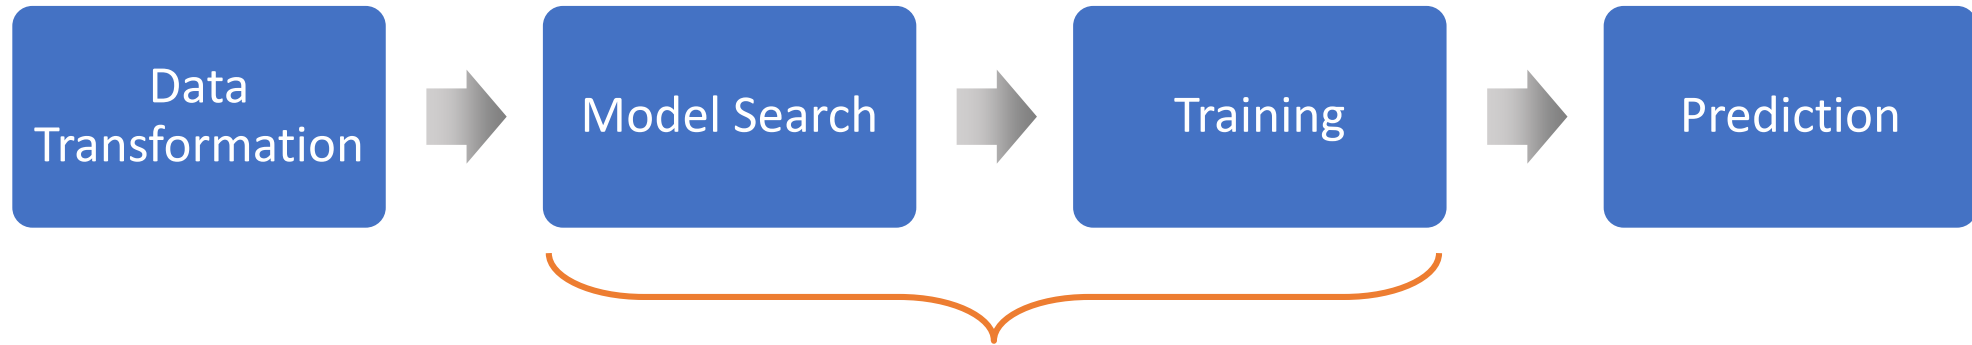 Data
Transformation
Model Search
Training
Prediction